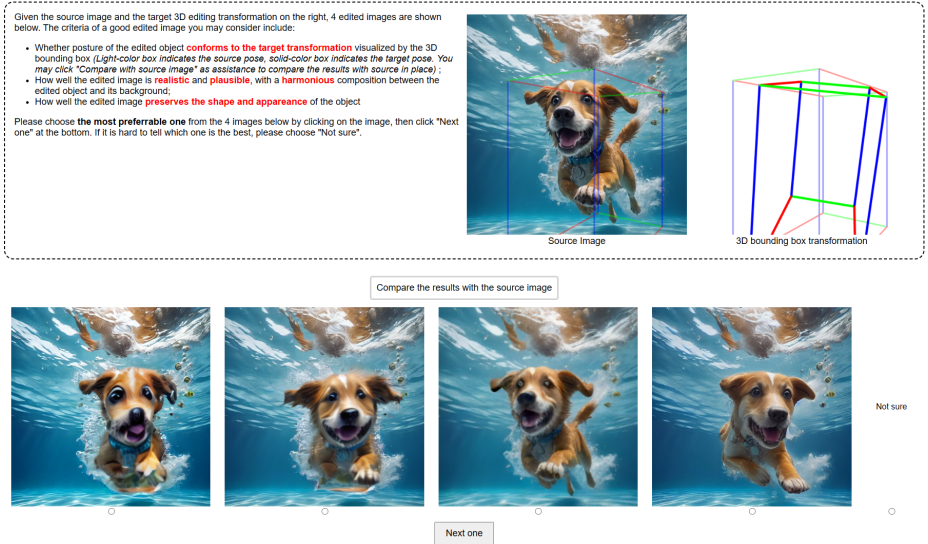 Given the source image and the target 3D editing transformation on the right, 4 edited images are shown
below. The criteria of a good edited image you may consider include:
Whether posture of the edited object conforms to the target transformation visualized by the 3D
bounding box (Light-color box indicates the source pose, solid-color box indicates the target pose. You
may click "Compare with source image" as assistance to compare the results with source in place) ;
How well the edited image is realistic and plausible, with a harmonious composition between the
edited object and its background;
How well the edited image preserves the shape and appareance of the object
Please choose the most preferrable one from the 4 images below by clicking on the image, then click "Next
one" at the bottom. If it is hard to tell which one is the best, please choose "Not sure".
Source Image
3D bounding box transformation
Compare the results with the source image
Not sure
Next one